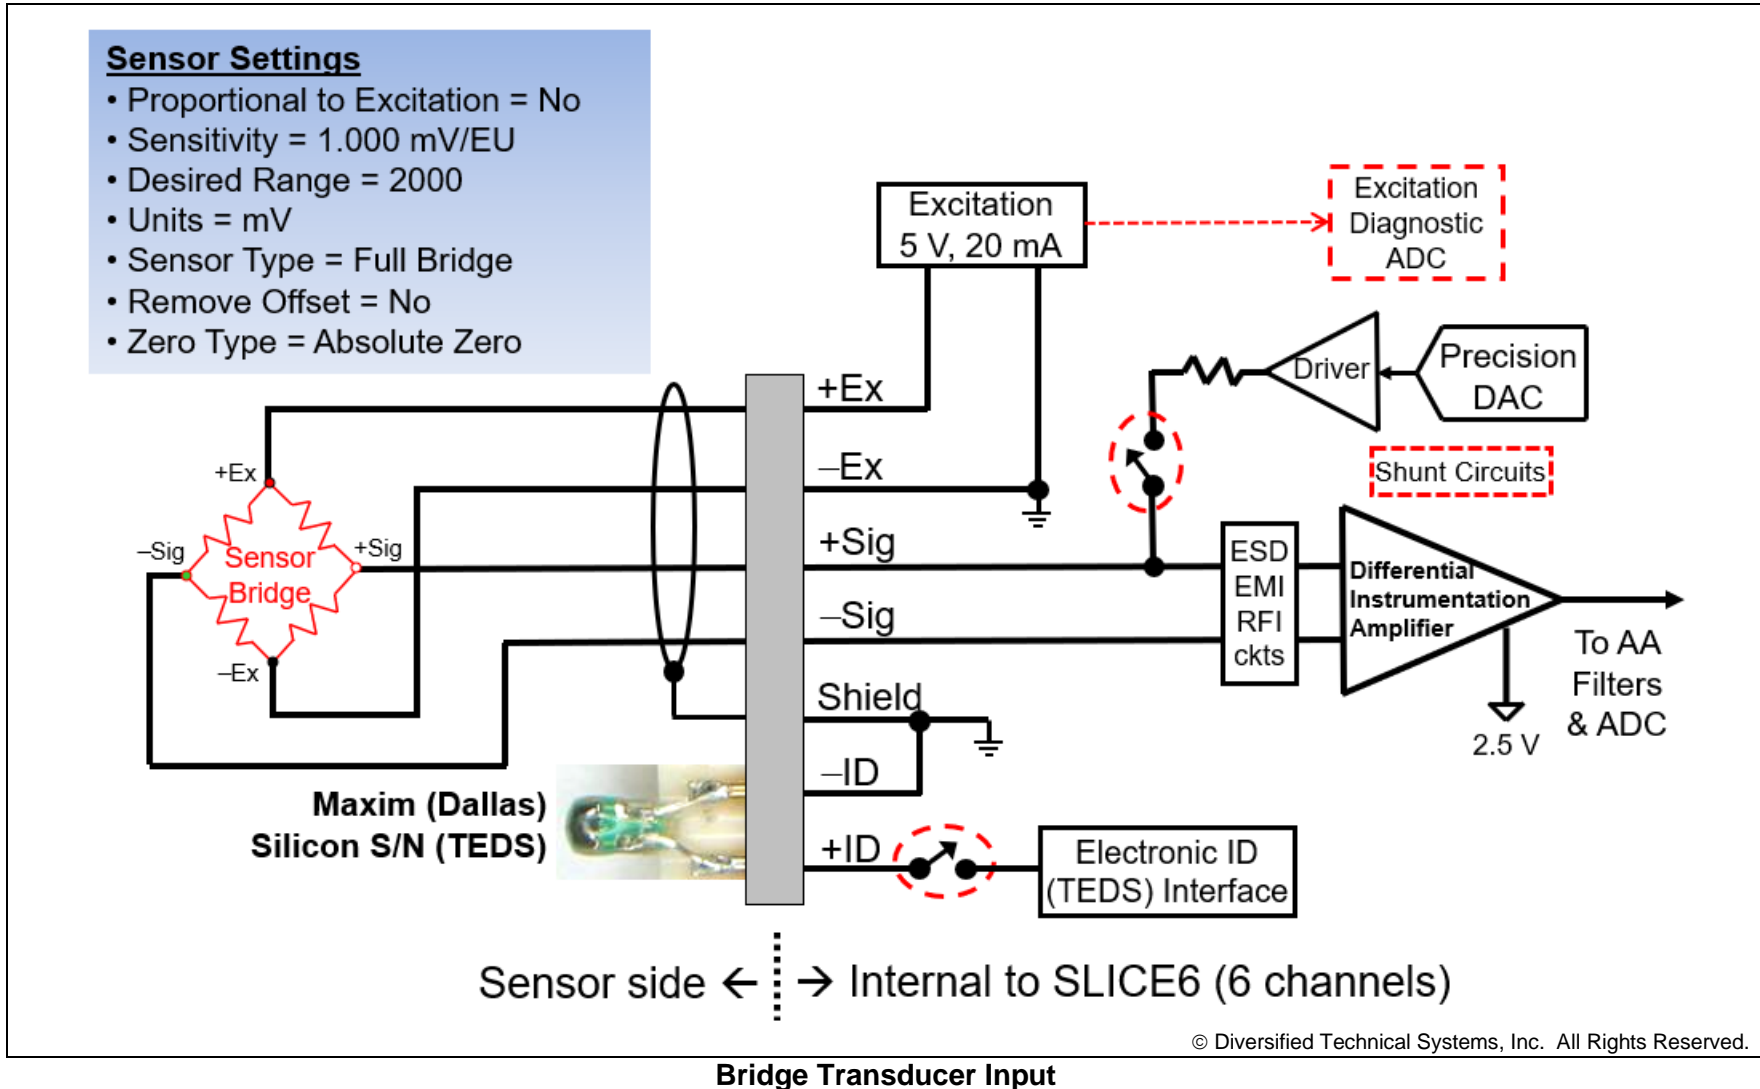 Sensor Settings
• Proportional to Excitation = No
• Sensitivity = 1.000 mV/EU
• Desired Range = 2000
• Units = mV
• Sensor Type = Full Bridge
• Remove Offset = No
• Zero Type = Absolute Zero
Excitation
5 V, 20 mA
Excitation
Diagnostic
ADC
Driver
Precision
DAC
Shunt Circuits
+Ex
–Ex
+Sig
–Sig
Shield
–ID
+ID
+Ex
–Sig
+Sig
Sensor
Bridge
–Ex
ESD
EMI
RFI
ckts
Differential
Instrumentation
Amplifier
2.5 V
To AA
Filters
& ADC
Maxim (Dallas)
Silicon S/N (TEDS)
Electronic ID
(TEDS) Interface
Sensor side ← → Internal to SLICE6 (6 channels)
© Diversified Technical Systems, Inc. All Rights Reserved.
Bridge Transducer Input